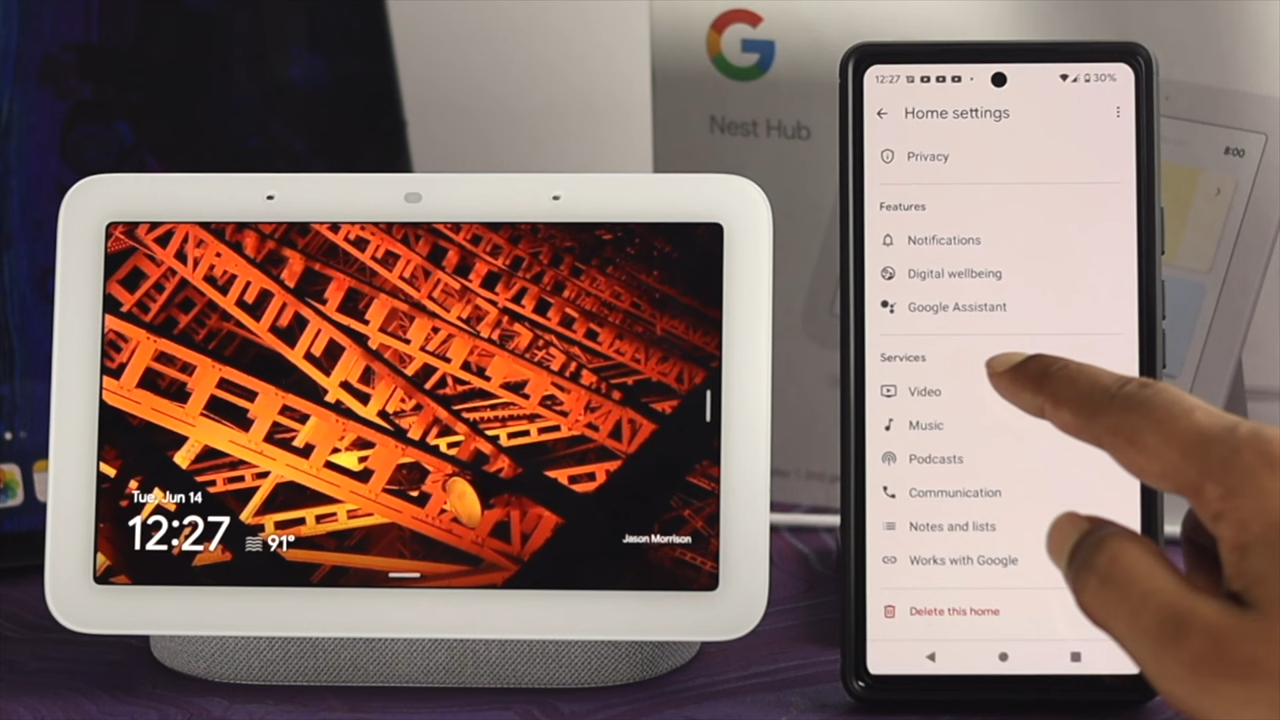 Nest Hub
8:00
Tue, Jun 14
12:27
91°
Jason Morrison
12:27
30%
Home settings
Privacy
Features
Notifications
Digital wellbeing
Google Assistant
Services
Video
Music
Podcasts
Communication
Notes and lists
Works with Google
Delete this home